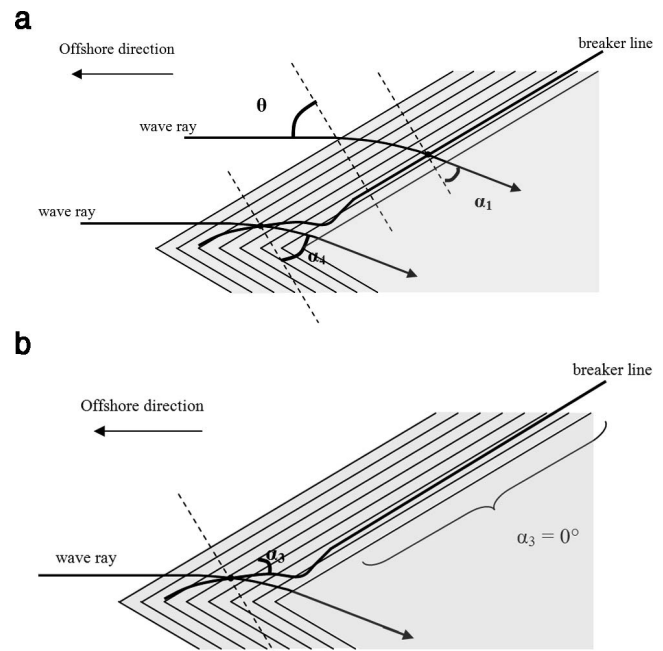 a
breaker line
Offshore direction
θ
wave ray
α₁
wave ray
α₄
b
breaker line
Offshore direction
α₃
wave ray
α₃ = 0°